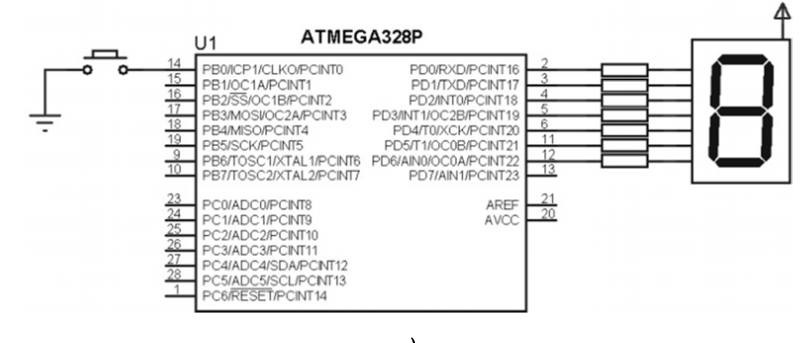 U1
ATMEGA328P
14 PB0/ICP1/CLKO/PCINT0 PD0/RXD/PCINT16 2
15 PB1/OC1A/PCINT1 PD1/TXD/PCINT17 3
16 PB2/SS/OC1B/PCINT2 PD2/INT0/PCINT18 4
17 PB3/MOSI/OC2A/PCINT3 PD3/INT1/OC2B/PCINT19 5
18 PB4/MISO/PCINT4 PD4/T0/XCK/PCINT20 6
19 PB5/SCK/PCINT5 PD5/T1/OC0B/PCINT21 11
9 PB6/TOSC1/XTAL1/PCINT6 PD6/AIN0/OC0A/PCINT22 12
10 PB7/TOSC2/XTAL2/PCINT7 PD7/AIN1/PCINT23 13
23 PC0/ADC0/PCINT8 AREF 21
24 PC1/ADC1/PCINT9 AVCC 20
25 PC2/ADC2/PCINT10
26 PC3/ADC3/PCINT11
27 PC4/ADC4/SDA/PCINT12
28 PC5/ADC5/SCL/PCINT13
1 PC6/RESET/PCINT14
8